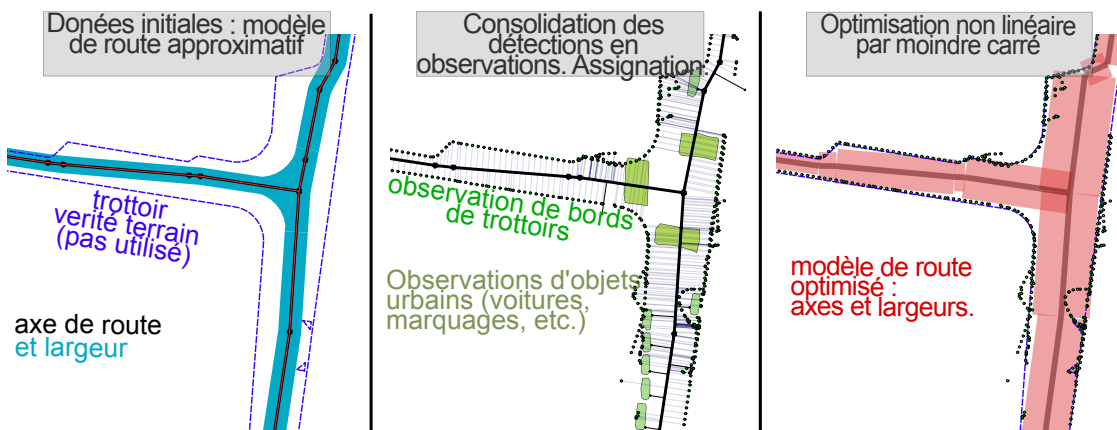 Donées initiales : modèle
de route approximatif
trottoir
verité terrain
(pas utilisé)
axe de route
et largeur
Consolidation des
détections en
observations. Assignation.
observation de bords
de trottoirs
Observations d'objets
urbains (voitures,
marquages, etc.)
Optimisation non linéaire
par moindre carré
modèle de route
optimisé :
axes et largeurs.